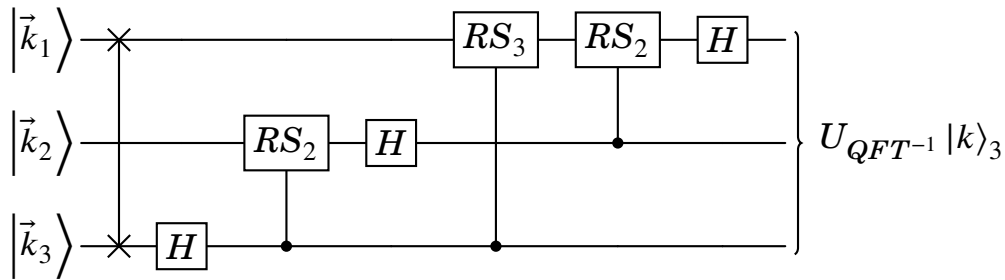 |k⃗₁⟩ RS₃ RS₂ H
|k⃗₂⟩ RS₂ H U_{QFT⁻¹} |k⟩₃
|k⃗₃⟩ H